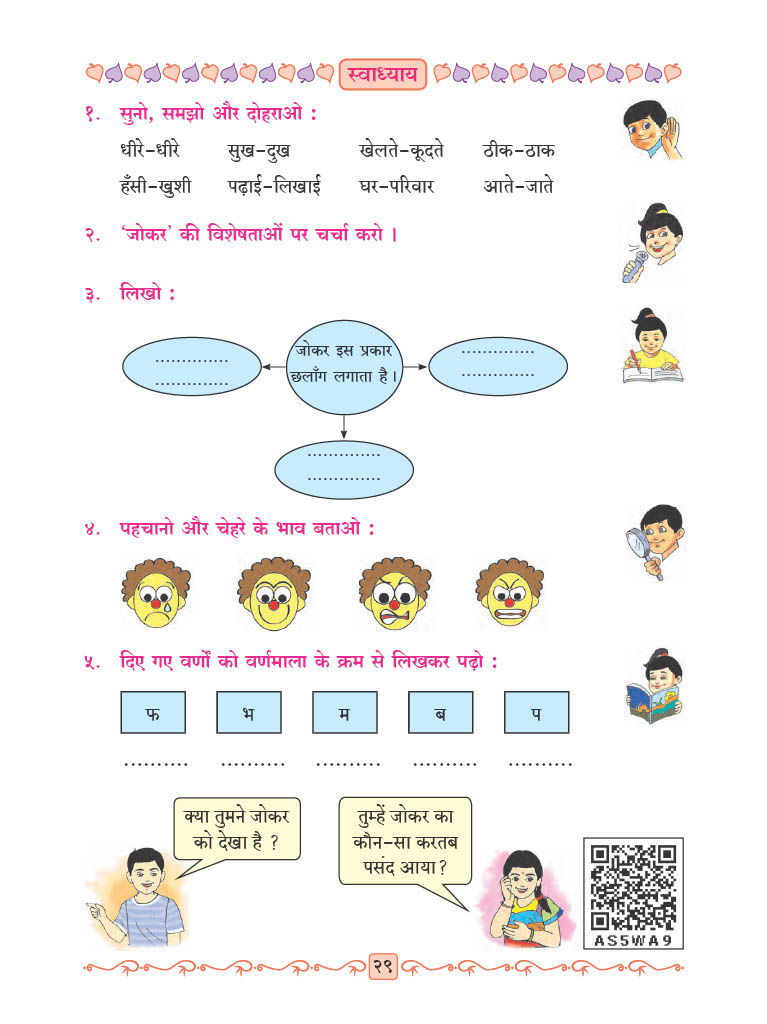 स्वाध्याय
१. सुनो, समझो और दोहराओ :
धीरे-धीरे सुख-दुख खेलते-कूदते ठीक-ठाक
हँसी-खुशी पढ़ाई-लिखाई घर-परिवार आते-जाते
२. ‘जोकर’ की विशेषताओं पर चर्चा करो ।
३. लिखो :
जोकर इस प्रकार
छलाँग लगाता है ।
..............
..............
..............
..............
..............
..............
४. पहचानो और चेहरे के भाव बताओ :
५. दिए गए वर्णों को वर्णमाला के क्रम से लिखकर पढ़ो :
फ भ म ब प
.......... .......... .......... .......... ..........
क्या तुमने जोकर
को देखा है ?
तुम्हें जोकर का
कौन-सा करतब
पसंद आया?
AS5WA9
२९